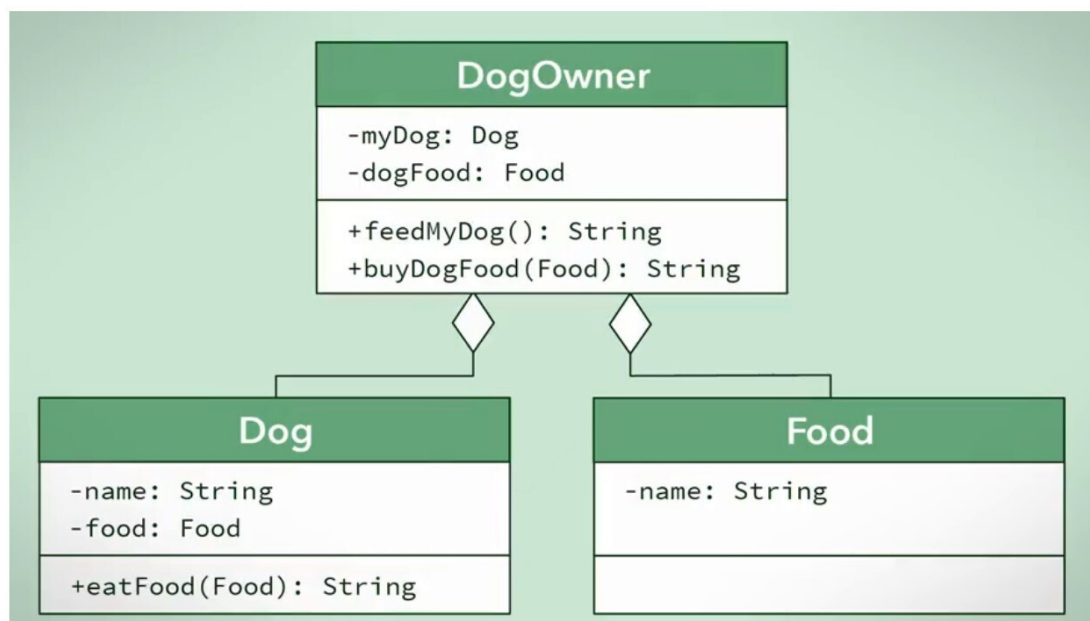 DogOwner
-myDog: Dog
-dogFood: Food
+feedMyDog(): String
+buyDogFood(Food): String
Dog
-name: String
-food: Food
+eatFood(Food): String
Food
-name: String